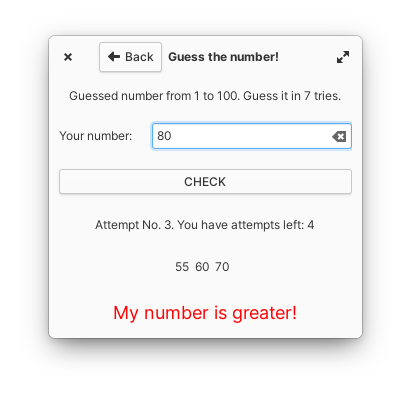 Back Guess the number!
Guessed number from 1 to 100. Guess it in 7 tries.
Your number: 80
CHECK
Attempt No. 3. You have attempts left: 4
55 60 70
My number is greater!